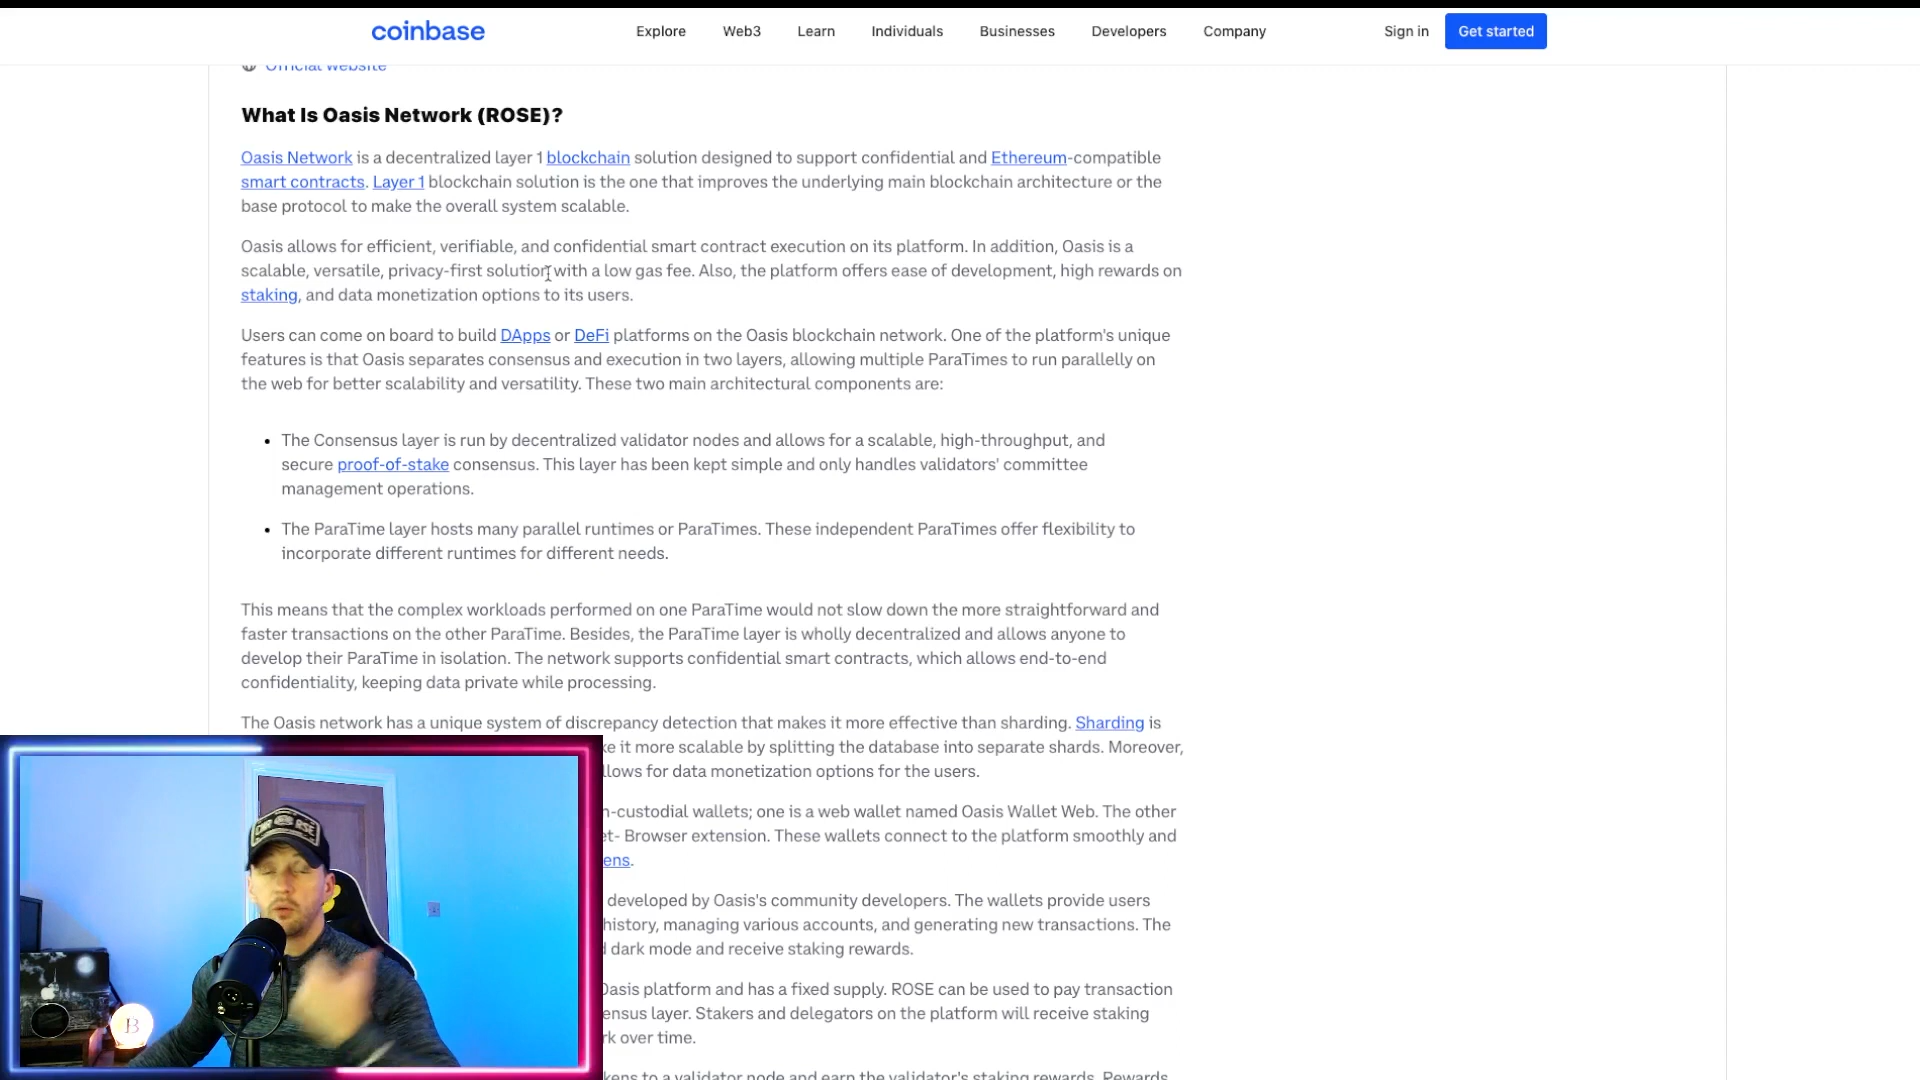 coinbase Explore Web3 Learn Individuals Businesses Developers Company Sign in Get started
Official website
What Is Oasis Network (ROSE)?
Oasis Network is a decentralized layer 1 blockchain solution designed to support confidential and Ethereum-compatible
smart contracts. Layer 1 blockchain solution is the one that improves the underlying main blockchain architecture or the
base protocol to make the overall system scalable.
Oasis allows for efficient, verifiable, and confidential smart contract execution on its platform. In addition, Oasis is a
scalable, versatile, privacy-first solution with a low gas fee. Also, the platform offers ease of development, high rewards on
staking, and data monetization options to its users.
Users can come on board to build DApps or DeFi platforms on the Oasis blockchain network. One of the platform's unique
features is that Oasis separates consensus and execution in two layers, allowing multiple ParaTimes to run parallelly on
the web for better scalability and versatility. These two main architectural components are:
• The Consensus layer is run by decentralized validator nodes and allows for a scalable, high-throughput, and
secure proof-of-stake consensus. This layer has been kept simple and only handles validators' committee
management operations.
• The ParaTime layer hosts many parallel runtimes or ParaTimes. These independent ParaTimes offer flexibility to
incorporate different runtimes for different needs.
This means that the complex workloads performed on one ParaTime would not slow down the more straightforward and
faster transactions on the other ParaTime. Besides, the ParaTime layer is wholly decentralized and allows anyone to
develop their ParaTime in isolation. The network supports confidential smart contracts, which allows end-to-end
confidentiality, keeping data private while processing.
The Oasis network has a unique system of discrepancy detection that makes it more effective than sharding. Sharding is
ke it more scalable by splitting the database into separate shards. Moreover,
llows for data monetization options for the users.
n-custodial wallets; one is a web wallet named Oasis Wallet Web. The other
et- Browser extension. These wallets connect to the platform smoothly and
ens.
developed by Oasis's community developers. The wallets provide users
history, managing various accounts, and generating new transactions. The
d dark mode and receive staking rewards.
Oasis platform and has a fixed supply. ROSE can be used to pay transaction
ensus layer. Stakers and delegators on the platform will receive staking
rk over time.
kens to a validator node and earn the validator's staking rewards. Rewards
B